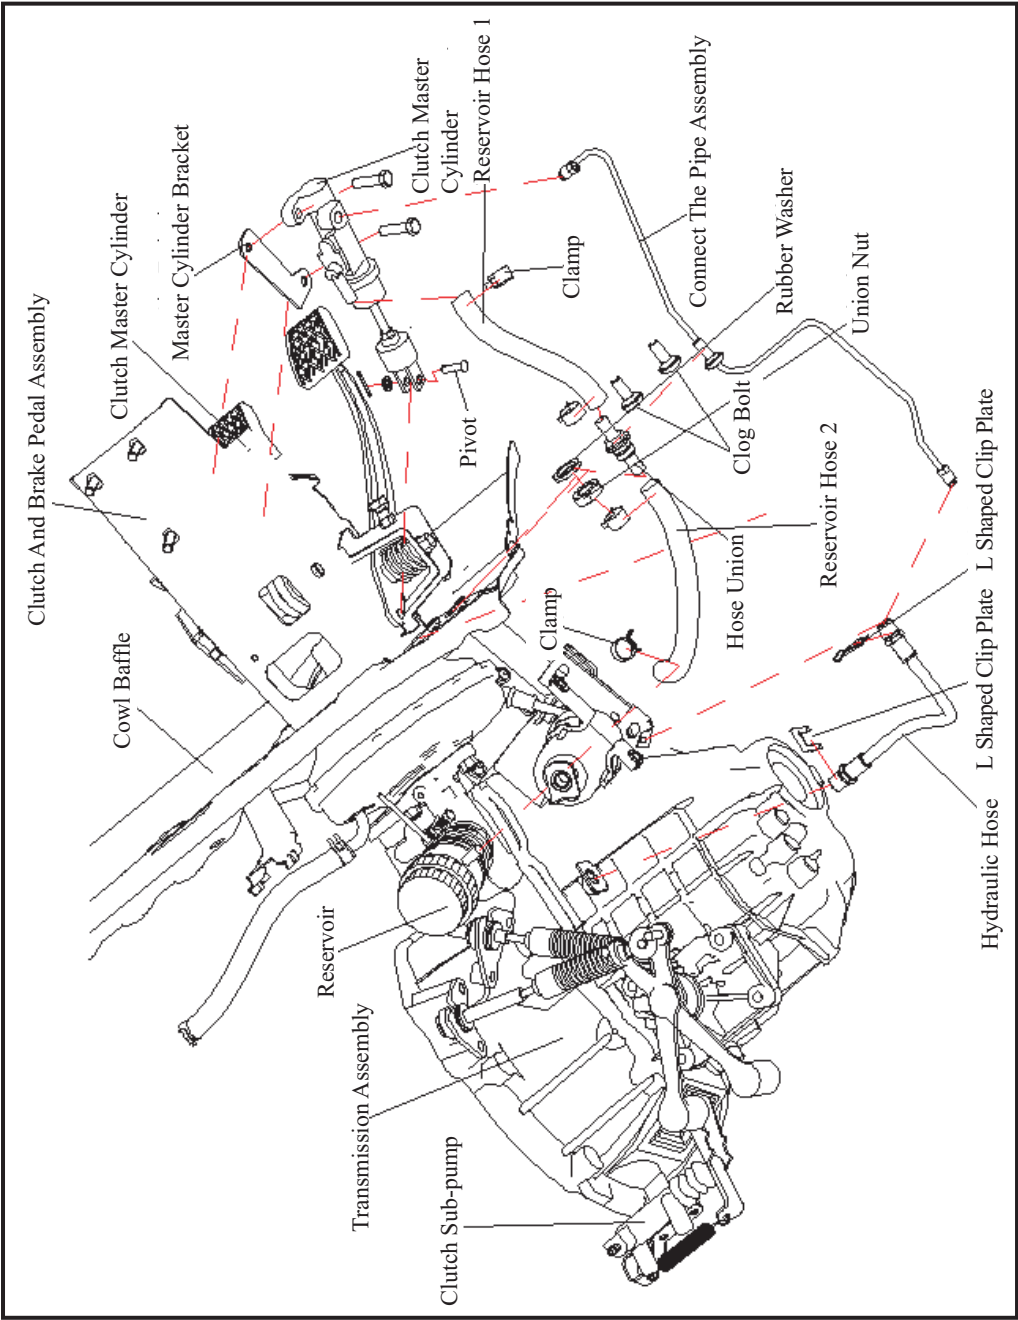 Clutch And Brake Pedal Assembly
Clutch Master Cylinder
Master Cylinder Bracket
Clutch Master
Cylinder
Reservoir Hose 1
Cowl Baffle
Pivot
Clamp
Connect The Pipe Assembly
Rubber Washer
Union Nut
Clog Bolt
Hose Union
Reservoir Hose 2
Clamp
L Shaped Clip Plate
L Shaped Clip Plate
Hydraulic Hose
Reservoir
Transmission Assembly
Clutch Sub-pump